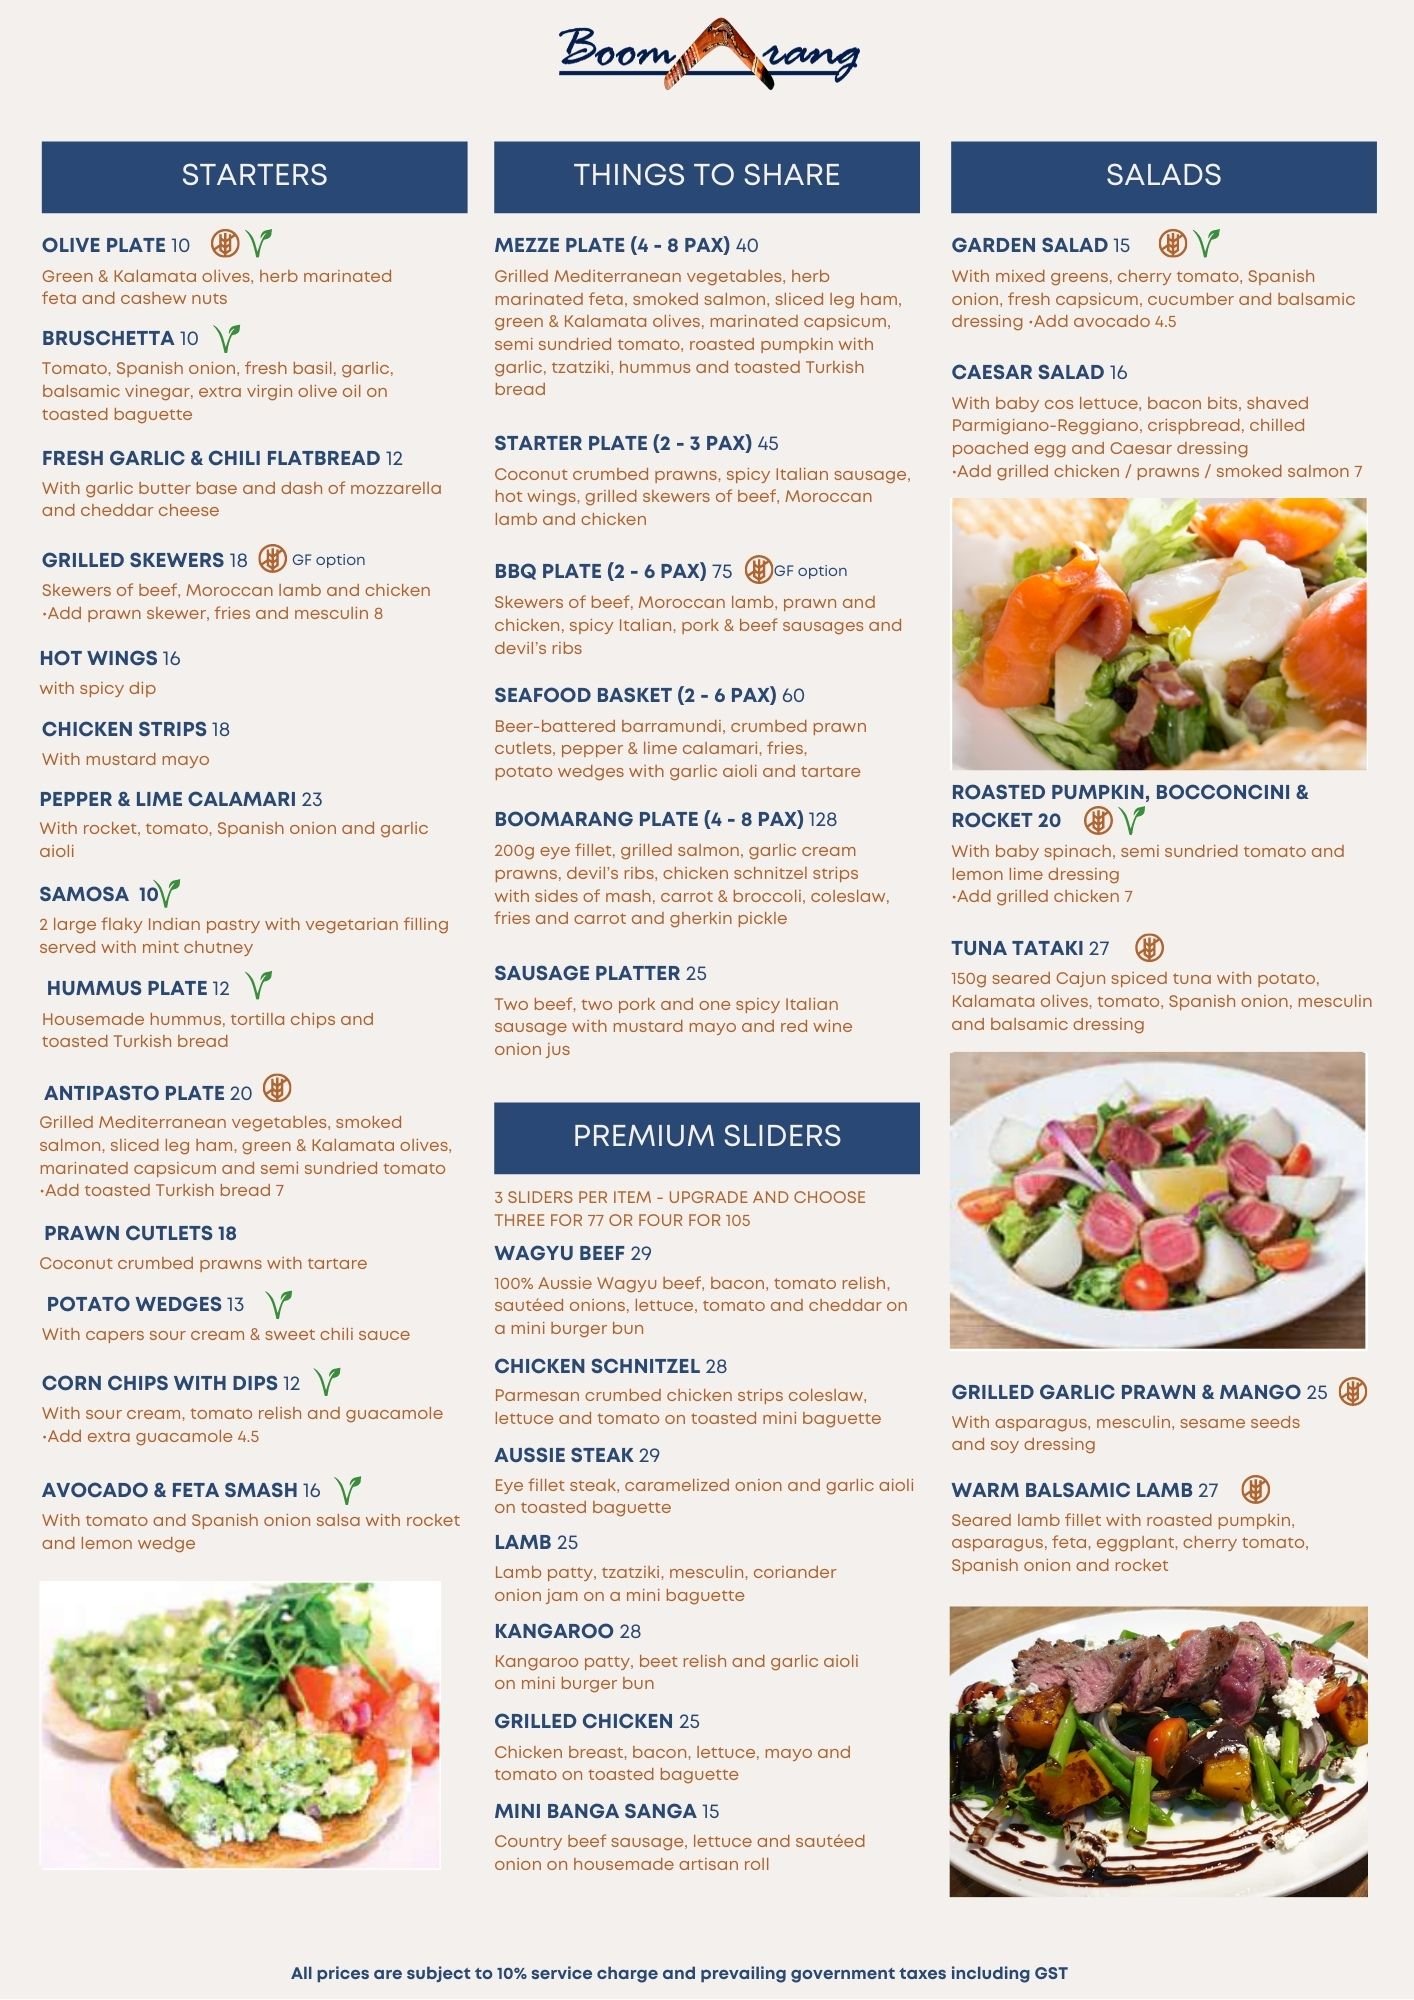 Boom rang
STARTERS
OLIVE PLATE 10
Green & Kalamata olives, herb marinated
feta and cashew nuts
BRUSCHETTA 10
Tomato, Spanish onion, fresh basil, garlic,
balsamic vinegar, extra virgin olive oil on
toasted baguette
FRESH GARLIC & CHILI FLATBREAD 12
With garlic butter base and dash of mozzarella
and cheddar cheese
GRILLED SKEWERS 18 GF option
Skewers of beef, Moroccan lamb and chicken
•Add prawn skewer, fries and mesculin 8
HOT WINGS 16
with spicy dip
CHICKEN STRIPS 18
With mustard mayo
PEPPER & LIME CALAMARI 23
With rocket, tomato, Spanish onion and garlic
aioli
SAMOSA 10
2 large flaky Indian pastry with vegetarian filling
served with mint chutney
HUMMUS PLATE 12
Housemade hummus, tortilla chips and
toasted Turkish bread
ANTIPASTO PLATE 20
Grilled Mediterranean vegetables, smoked
salmon, sliced leg ham, green & Kalamata olives,
marinated capsicum and semi sundried tomato
•Add toasted Turkish bread 7
PRAWN CUTLETS 18
Coconut crumbed prawns with tartare
POTATO WEDGES 13
With capers sour cream & sweet chili sauce
CORN CHIPS WITH DIPS 12
With sour cream, tomato relish and guacamole
•Add extra guacamole 4.5
AVOCADO & FETA SMASH 16
With tomato and Spanish onion salsa with rocket
and lemon wedge
THINGS TO SHARE
MEZZE PLATE (4 - 8 PAX) 40
Grilled Mediterranean vegetables, herb
marinated feta, smoked salmon, sliced leg ham,
green & Kalamata olives, marinated capsicum,
semi sundried tomato, roasted pumpkin with
garlic, tzatziki, hummus and toasted Turkish
bread
STARTER PLATE (2 - 3 PAX) 45
Coconut crumbed prawns, spicy Italian sausage,
hot wings, grilled skewers of beef, Moroccan
lamb and chicken
BBQ PLATE (2 - 6 PAX) 75 GF option
Skewers of beef, Moroccan lamb, prawn and
chicken, spicy Italian, pork & beef sausages and
devil's ribs
SEAFOOD BASKET (2 - 6 PAX) 60
Beer-battered barramundi, crumbed prawn
cutlets, pepper & lime calamari, fries,
potato wedges with garlic aioli and tartare
BOOMARANG PLATE (4 - 8 PAX) 128
200g eye fillet, grilled salmon, garlic cream
prawns, devil's ribs, chicken schnitzel strips
with sides of mash, carrot & broccoli, coleslaw,
fries and carrot and gherkin pickle
SAUSAGE PLATTER 25
Two beef, two pork and one spicy Italian
sausage with mustard mayo and red wine
onion jus
PREMIUM SLIDERS
3 SLIDERS PER ITEM - UPGRADE AND CHOOSE
THREE FOR 77 OR FOUR FOR 105
WAGYU BEEF 29
100% Aussie Wagyu beef, bacon, tomato relish,
sautéed onions, lettuce, tomato and cheddar on
a mini burger bun
CHICKEN SCHNITZEL 28
Parmesan crumbed chicken strips coleslaw,
lettuce and tomato on toasted mini baguette
AUSSIE STEAK 29
Eye fillet steak, caramelized onion and garlic aioli
on toasted baguette
LAMB 25
Lamb patty, tzatziki, mesculin, coriander
onion jam on a mini baguette
KANGAROO 28
Kangaroo patty, beet relish and garlic aioli
on mini burger bun
GRILLED CHICKEN 25
Chicken breast, bacon, lettuce, mayo and
tomato on toasted baguette
MINI BANGA SANGA 15
Country beef sausage, lettuce and sautéed
onion on housemade artisan roll
SALADS
GARDEN SALAD 15
With mixed greens, cherry tomato, Spanish
onion, fresh capsicum, cucumber and balsamic
dressing •Add avocado 4.5
CAESAR SALAD 16
With baby cos lettuce, bacon bits, shaved
Parmigiano-Reggiano, crispbread, chilled
poached egg and Caesar dressing
•Add grilled chicken / prawns / smoked salmon 7
ROASTED PUMPKIN, BOCCONCINI &
ROCKET 20
With baby spinach, semi sundried tomato and
lemon lime dressing
•Add grilled chicken 7
TUNA TATAKI 27
150g seared Cajun spiced tuna with potato,
Kalamata olives, tomato, Spanish onion, mesculin
and balsamic dressing
GRILLED GARLIC PRAWN & MANGO 25
With asparagus, mesculin, sesame seeds
and soy dressing
WARM BALSAMIC LAMB 27
Seared lamb fillet with roasted pumpkin,
asparagus, feta, eggplant, cherry tomato,
Spanish onion and rocket
All prices are subject to 10% service charge and prevailing government taxes including GST